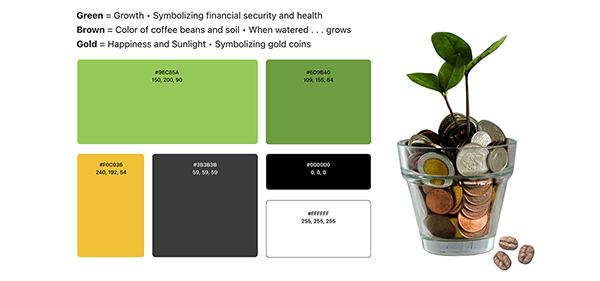 Green = Growth • Symbolizing financial security and health
Brown = Color of coffee beans and soil • When watered . . . grows
Gold = Happiness and Sunlight • Symbolizing gold coins
#96C85A
150, 200, 90
#6D9B40
109, 155, 64
#F0C036
240, 192, 54
#3B3B3B
59, 59, 59
#000000
0, 0, 0
#FFFFFF
255, 255, 255